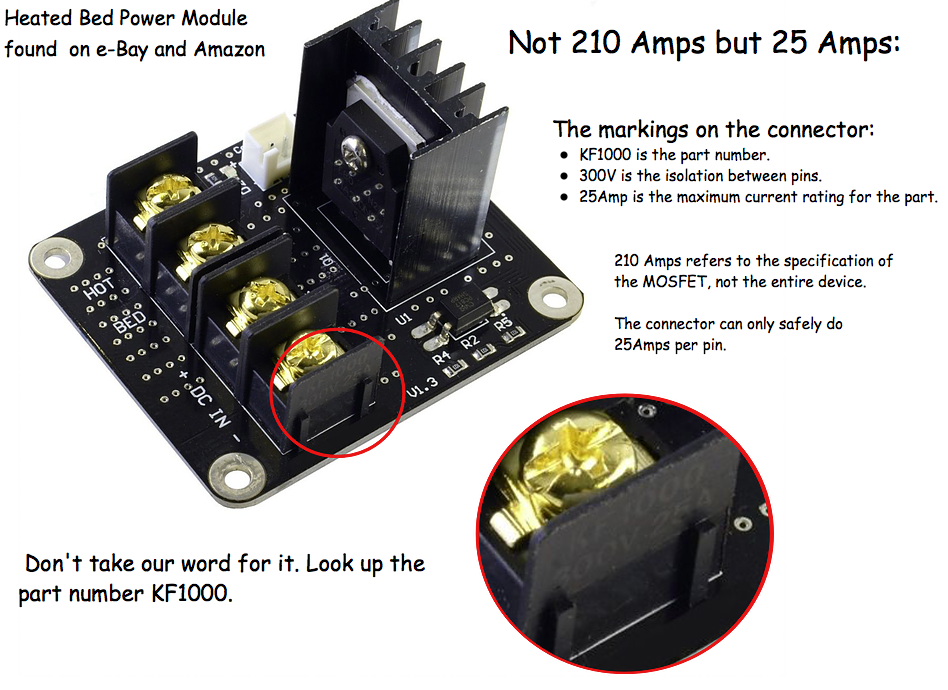 Heated Bed Power Module
found on e-Bay and Amazon
Not 210 Amps but 25 Amps:
The markings on the connector:
• KF1000 is the part number.
• 300V is the isolation between pins.
• 25Amp is the maximum current rating for the part.
210 Amps refers to the specification of
the MOSFET, not the entire device.
The connector can only safely do
25Amps per pin.
HOT
BED
+ DC IN -
U1
R4 R2 R5
V1.3
KF1000
300V 25A
Don't take our word for it. Look up the
part number KF1000.